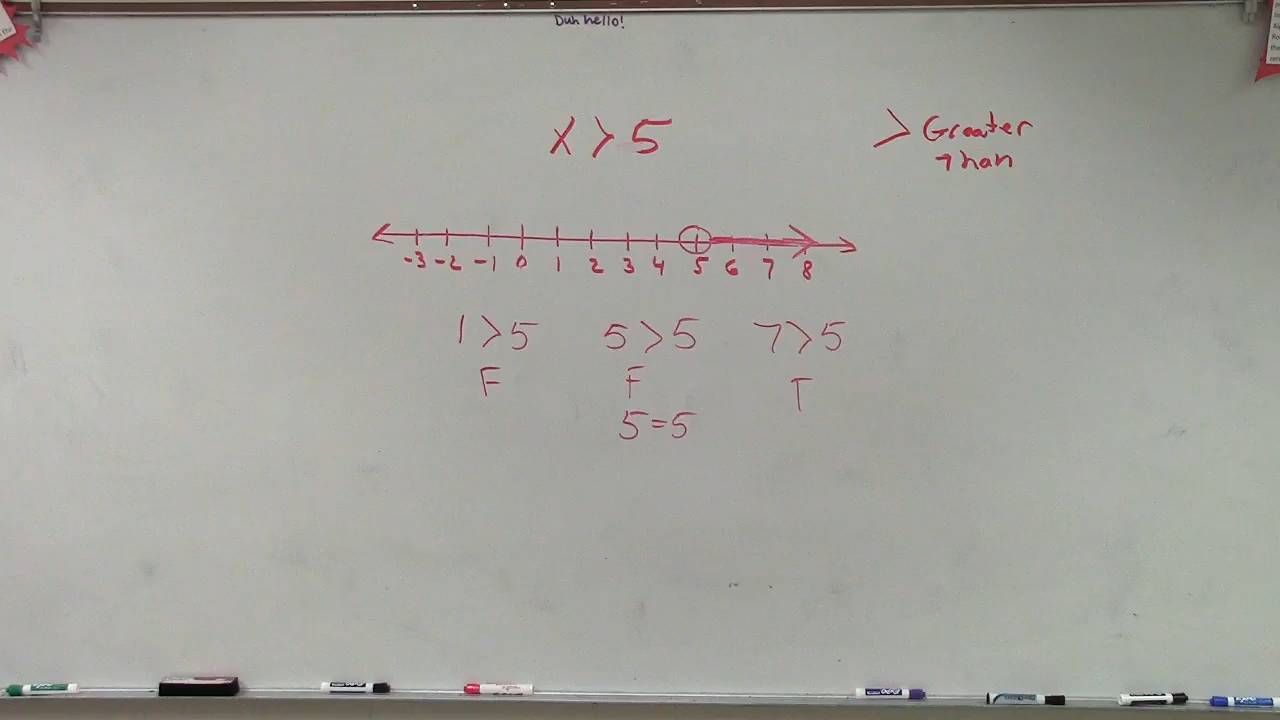 Duh hello!
x > 5
> Greater
than
-3 -2 -1 0 1 2 3 4 5 6 7 8
1 > 5 5 > 5 7 > 5
F F T
5 = 5